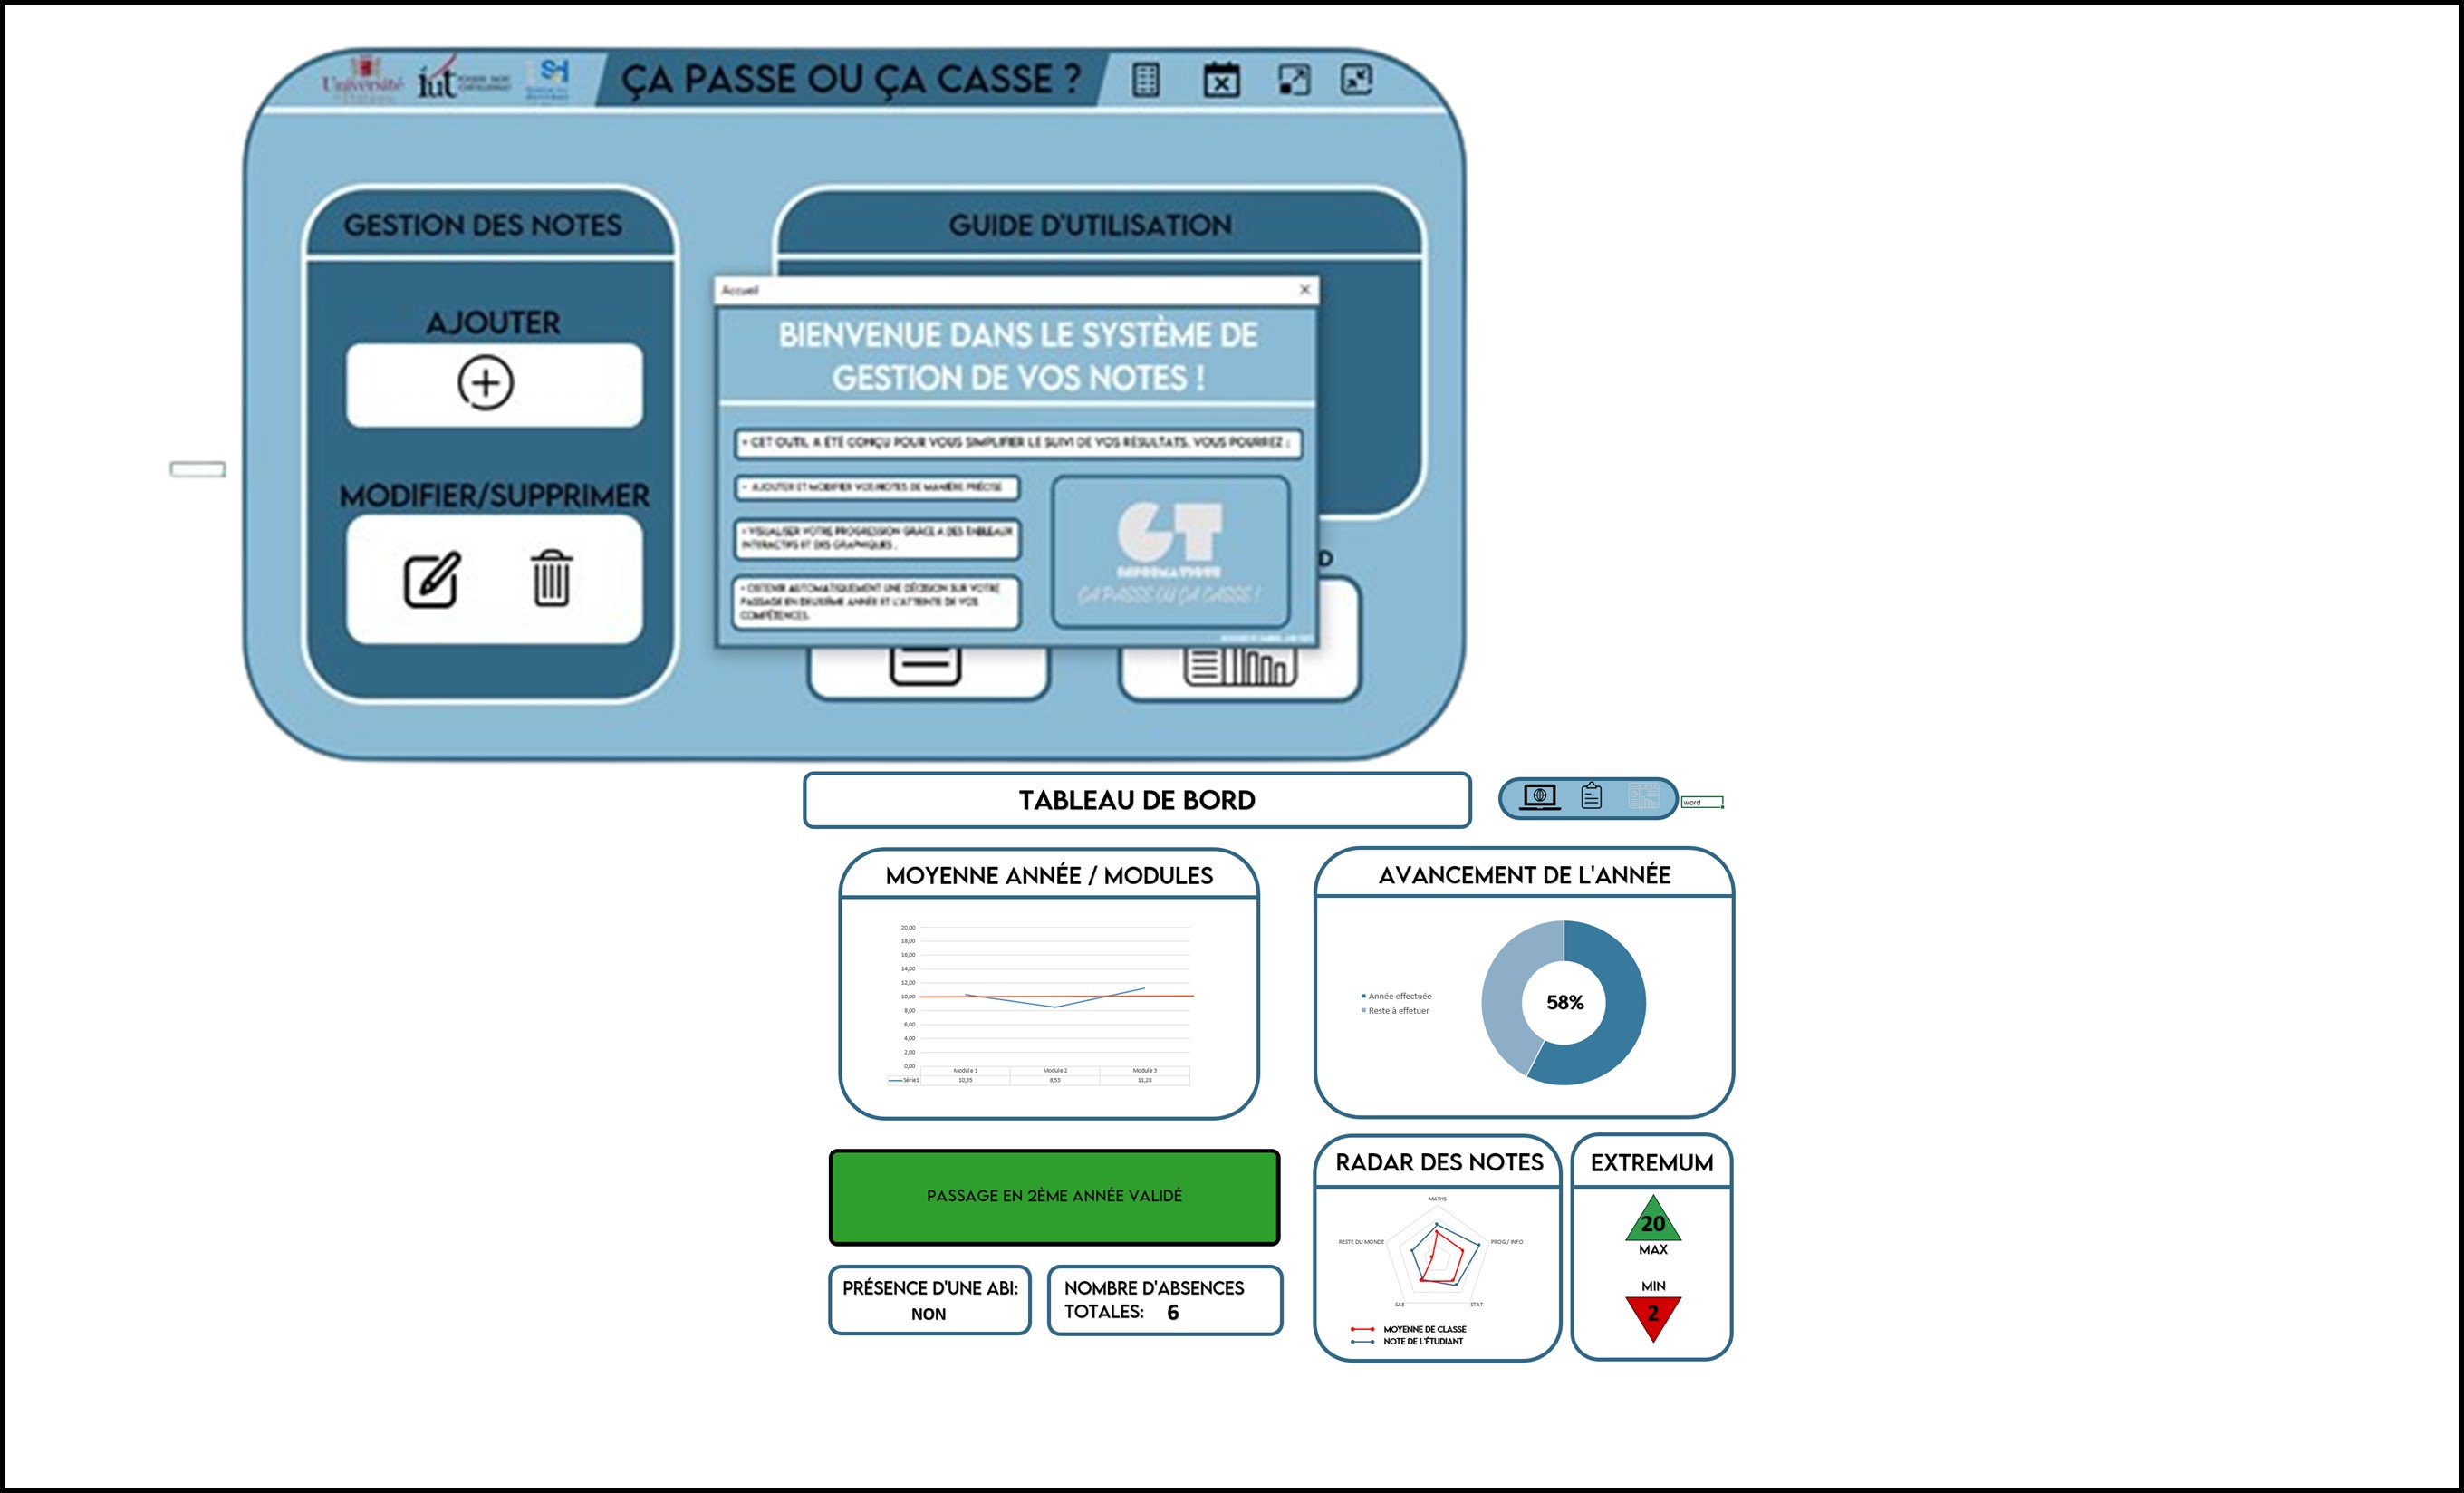 Université
iut
SH
ÇA PASSE OU ÇA CASSE ?
GESTION DES NOTES
GUIDE D'UTILISATION
AJOUTER
MODIFIER/SUPPRIMER
Accueil
BIENVENUE DANS LE SYSTÈME DE
GESTION DE VOS NOTES !
• CET OUTIL A ÉTÉ CONÇU POUR VOUS SIMPLIFIER LE SUIVI DE VOS RÉSULTATS. VOUS POURREZ :
- AJOUTER ET MODIFIER VOS NOTES DE MANIÈRE PRÉCISE
• VISUALISER VOTRE PROGRESSION GRÂCE A DES TABLEAUX
INTERACTIFS ET DES GRAPHIQUES .
• OBTENIR AUTOMATIQUEMENT UNE DÉCISION SUR VOTRE
PASSAGE EN DEUXIÈME ANNÉE ET L'ATTEINTE DE VOS
COMPÉTENCES.
GT
INFORMATIQUE
ÇA PASSE OU ÇA CASSE !
D
TABLEAU DE BORD
word
MOYENNE ANNÉE / MODULES
20,00
18,00
16,00
14,00
12,00
10,00
8,00
6,00
4,00
2,00
0,00
Module 1 Module 2 Module 3
Série1 10,35 8,53 11,28
AVANCEMENT DE L'ANNÉE
Année effectuée
Reste à effetuer
58%
PASSAGE EN 2ÈME ANNÉE VALIDÉ
PRÉSENCE D'UNE ABI:
NON
NOMBRE D'ABSENCES
TOTALES: 6
RADAR DES NOTES
MATHS
RESTE DU MONDE
PROG / INFO
SAE
STAT
MOYENNE DE CLASSE
NOTE DE L'ÉTUDIANT
EXTREMUM
20
MAX
MIN
2